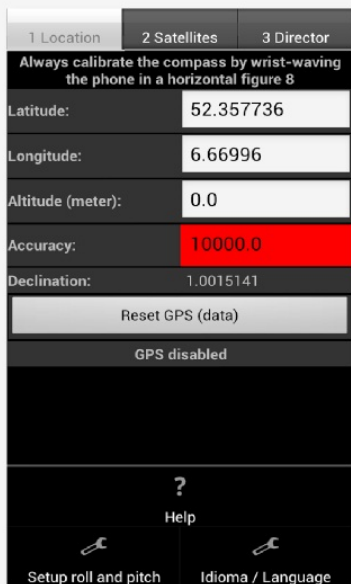 1 Location 2 Satellites 3 Director
Always calibrate the compass by wrist-waving
the phone in a horizontal figure 8
Latitude: 52.357736
Longitude: 6.66996
Altitude (meter): 0.0
Accuracy: 10000.0
Declination: 1.0015141
Reset GPS (data)
GPS disabled
?
Help
Setup roll and pitch Idioma / Language